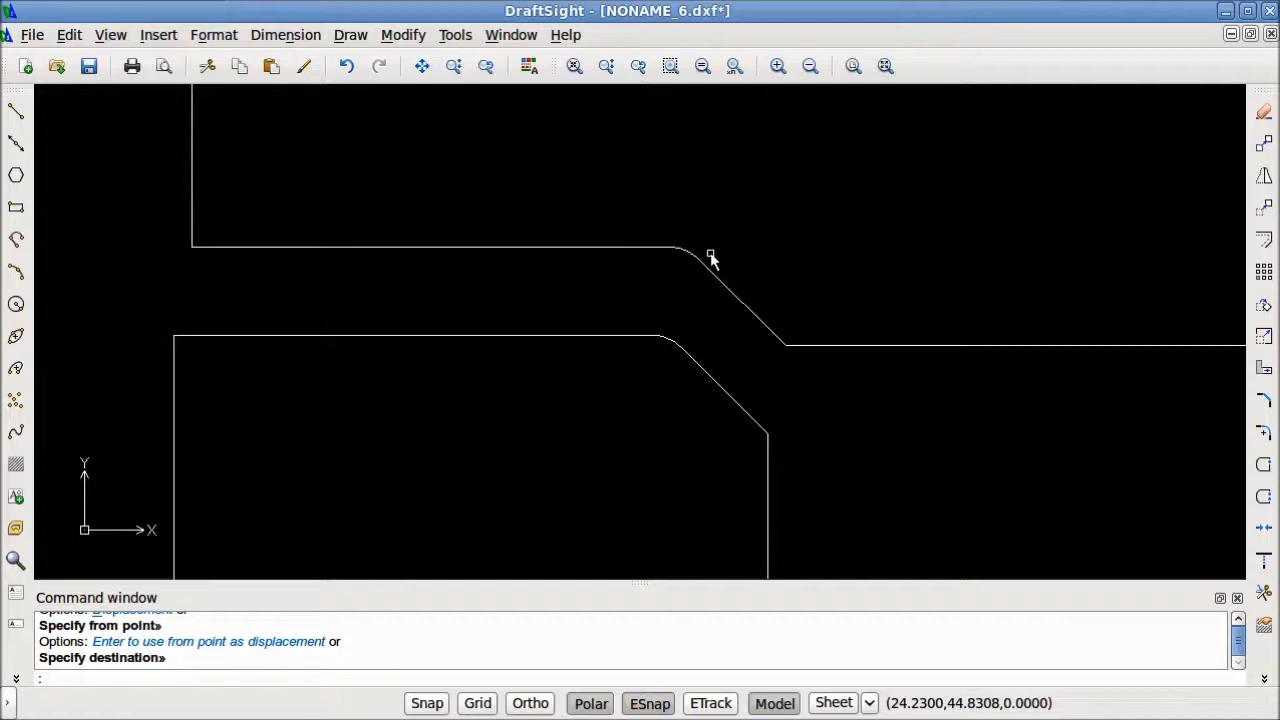 DraftSight - [NONAME_6.dxf*]
File Edit View Insert Format Dimension Draw Modify Tools Window Help
Y
X
Command window
Specify from point»
Options: Enter to use from point as displacement or
Specify destination»
:
Snap Grid Ortho Polar ESnap ETrack Model Sheet (24.2300,44.8308,0.0000)